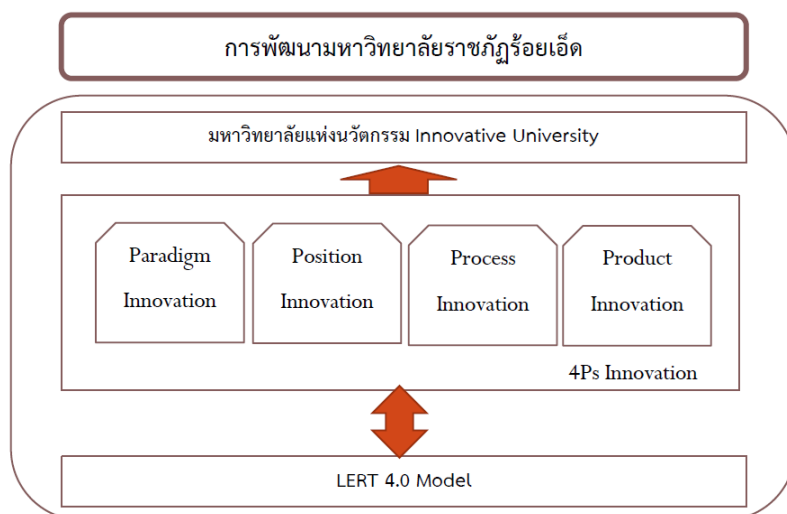 การพัฒนามหาวิทยาลัยราชภัฏร้อยเอ็ด
มหาวิทยาลัยแห่งนวัตกรรม Innovative University
Paradigm
Innovation
Position
Innovation
Process
Innovation
Product
Innovation
4Ps Innovation
LERT 4.0 Model